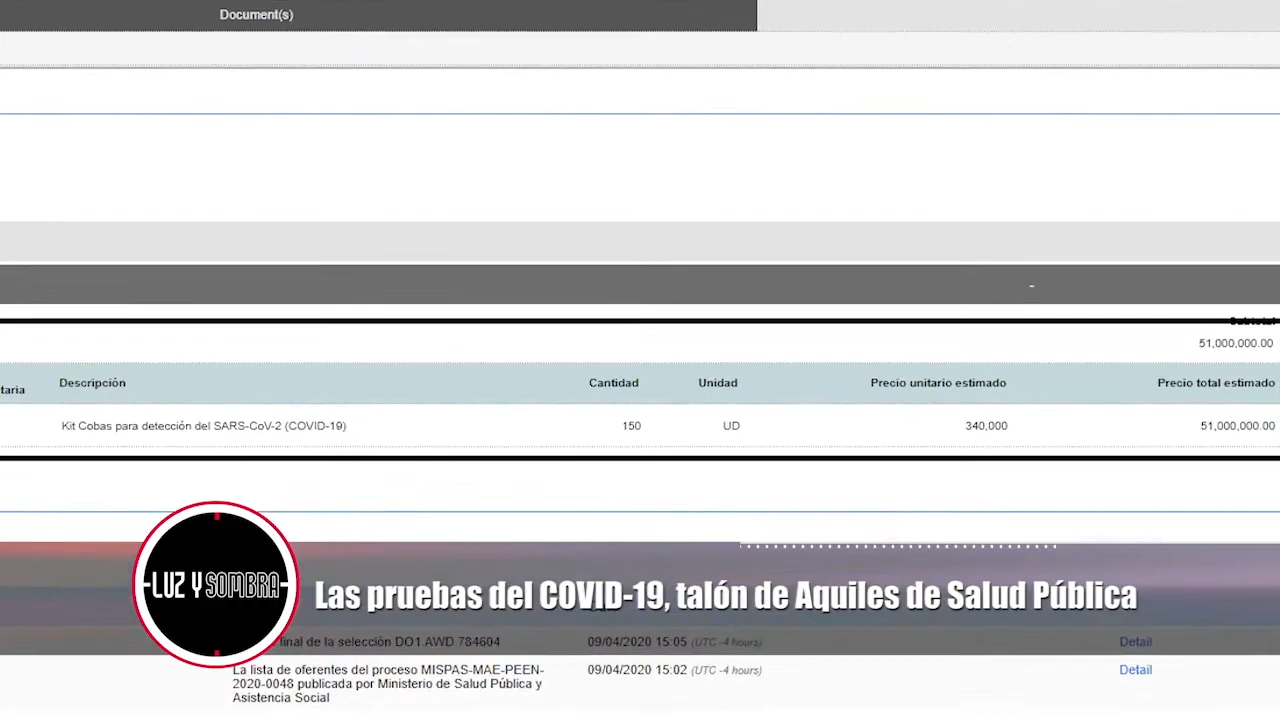 Document(s)
-
Subtotal
51,000,000.00
taria Descripción Cantidad Unidad Precio unitario estimado Precio total estimado
Kit Cobas para detección del SARS-CoV-2 (COVID-19) 150 UD 340,000 51,000,000.00
LUZ Y SOMBRA
Las pruebas del COVID-19, talón de Aquiles de Salud Pública
final de la selección DO1.AWD.784604 09/04/2020 15:05 (UTC -4 hours) Detail
La lista de oferentes del proceso MISPAS-MAE-PEEN- 09/04/2020 15:02 (UTC -4 hours) Detail
2020-0048 publicada por Ministerio de Salud Pública y
Asistencia Social